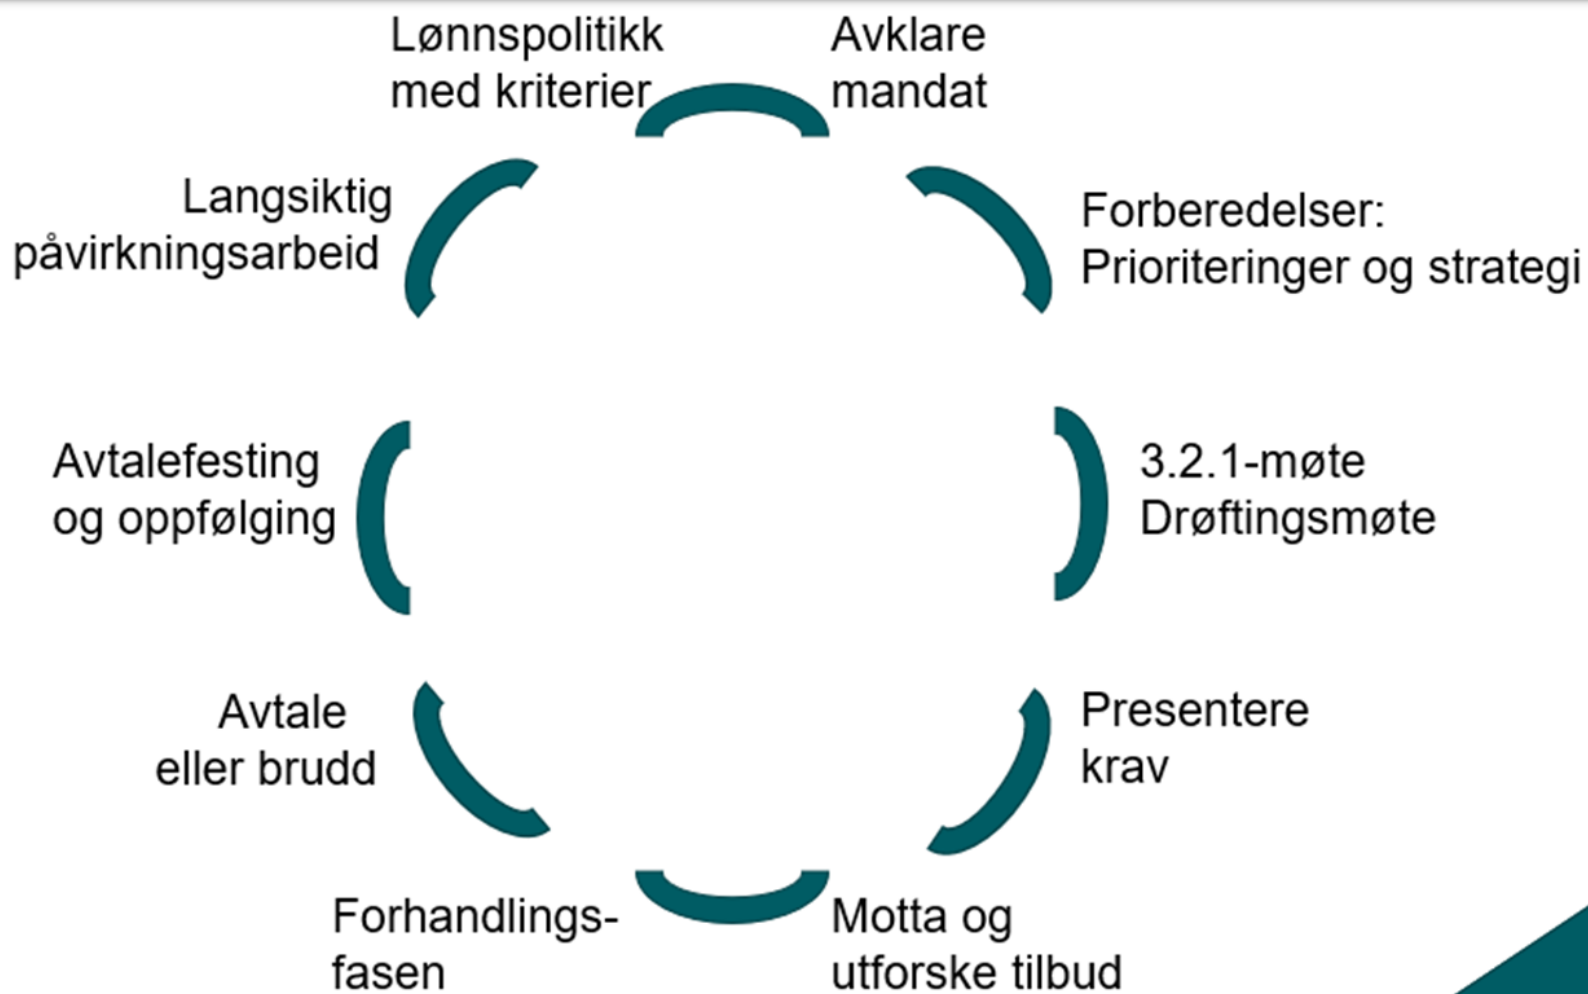 Lønnspolitikk
med kriterier
Avklare
mandat
Forberedelser:
Prioriteringer og strategi
3.2.1-møte
Drøftingsmøte
Presentere
krav
Motta og
utforske tilbud
Forhandlings-
fasen
Avtale
eller brudd
Avtalefesting
og oppfølging
Langsiktig
påvirkningsarbeid